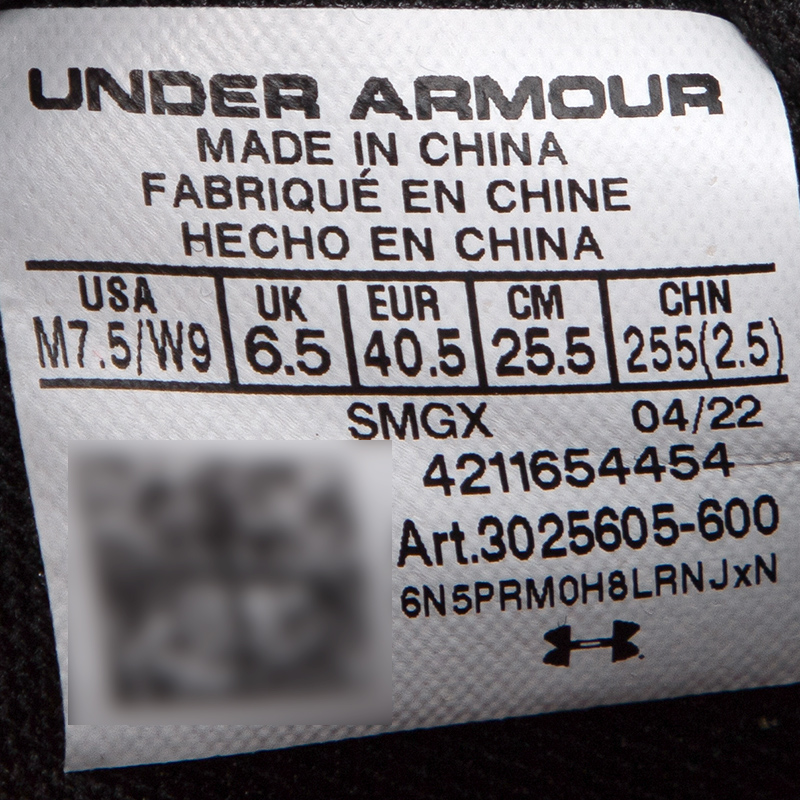 UNDER ARMOUR
MADE IN CHINA
FABRIQUÉ EN CHINE
HECHO EN CHINA
USA UK EUR CM CHN
M7.5/W9 6.5 40.5 25.5 255(2.5)
SMGX 04/22
4211654454
Art.3025605-600
6N5PRM0H8LRNJxN